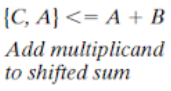 {C, A} <= A + B
Add multiplicand
to shifted sum